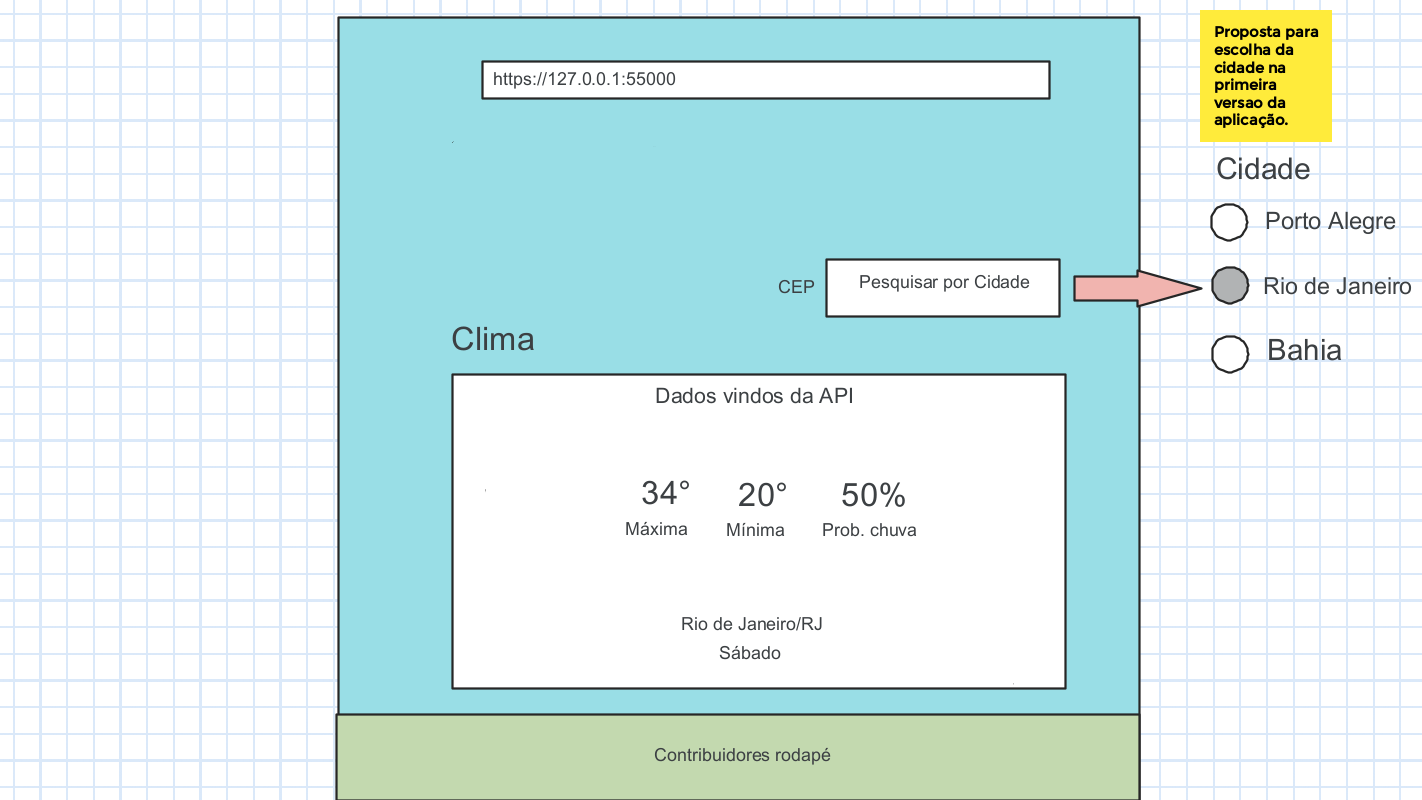 https://127.0.0.1:55000
Proposta para
escolha da
cidade na
primeira
versao da
aplicação.
Cidade
Porto Alegre
Rio de Janeiro
Bahia
CEP
Pesquisar por Cidade
Clima
Dados vindos da API
34° 20° 50%
Máxima Mínima Prob. chuva
Rio de Janeiro/RJ
Sábado
Contribuidores rodapé